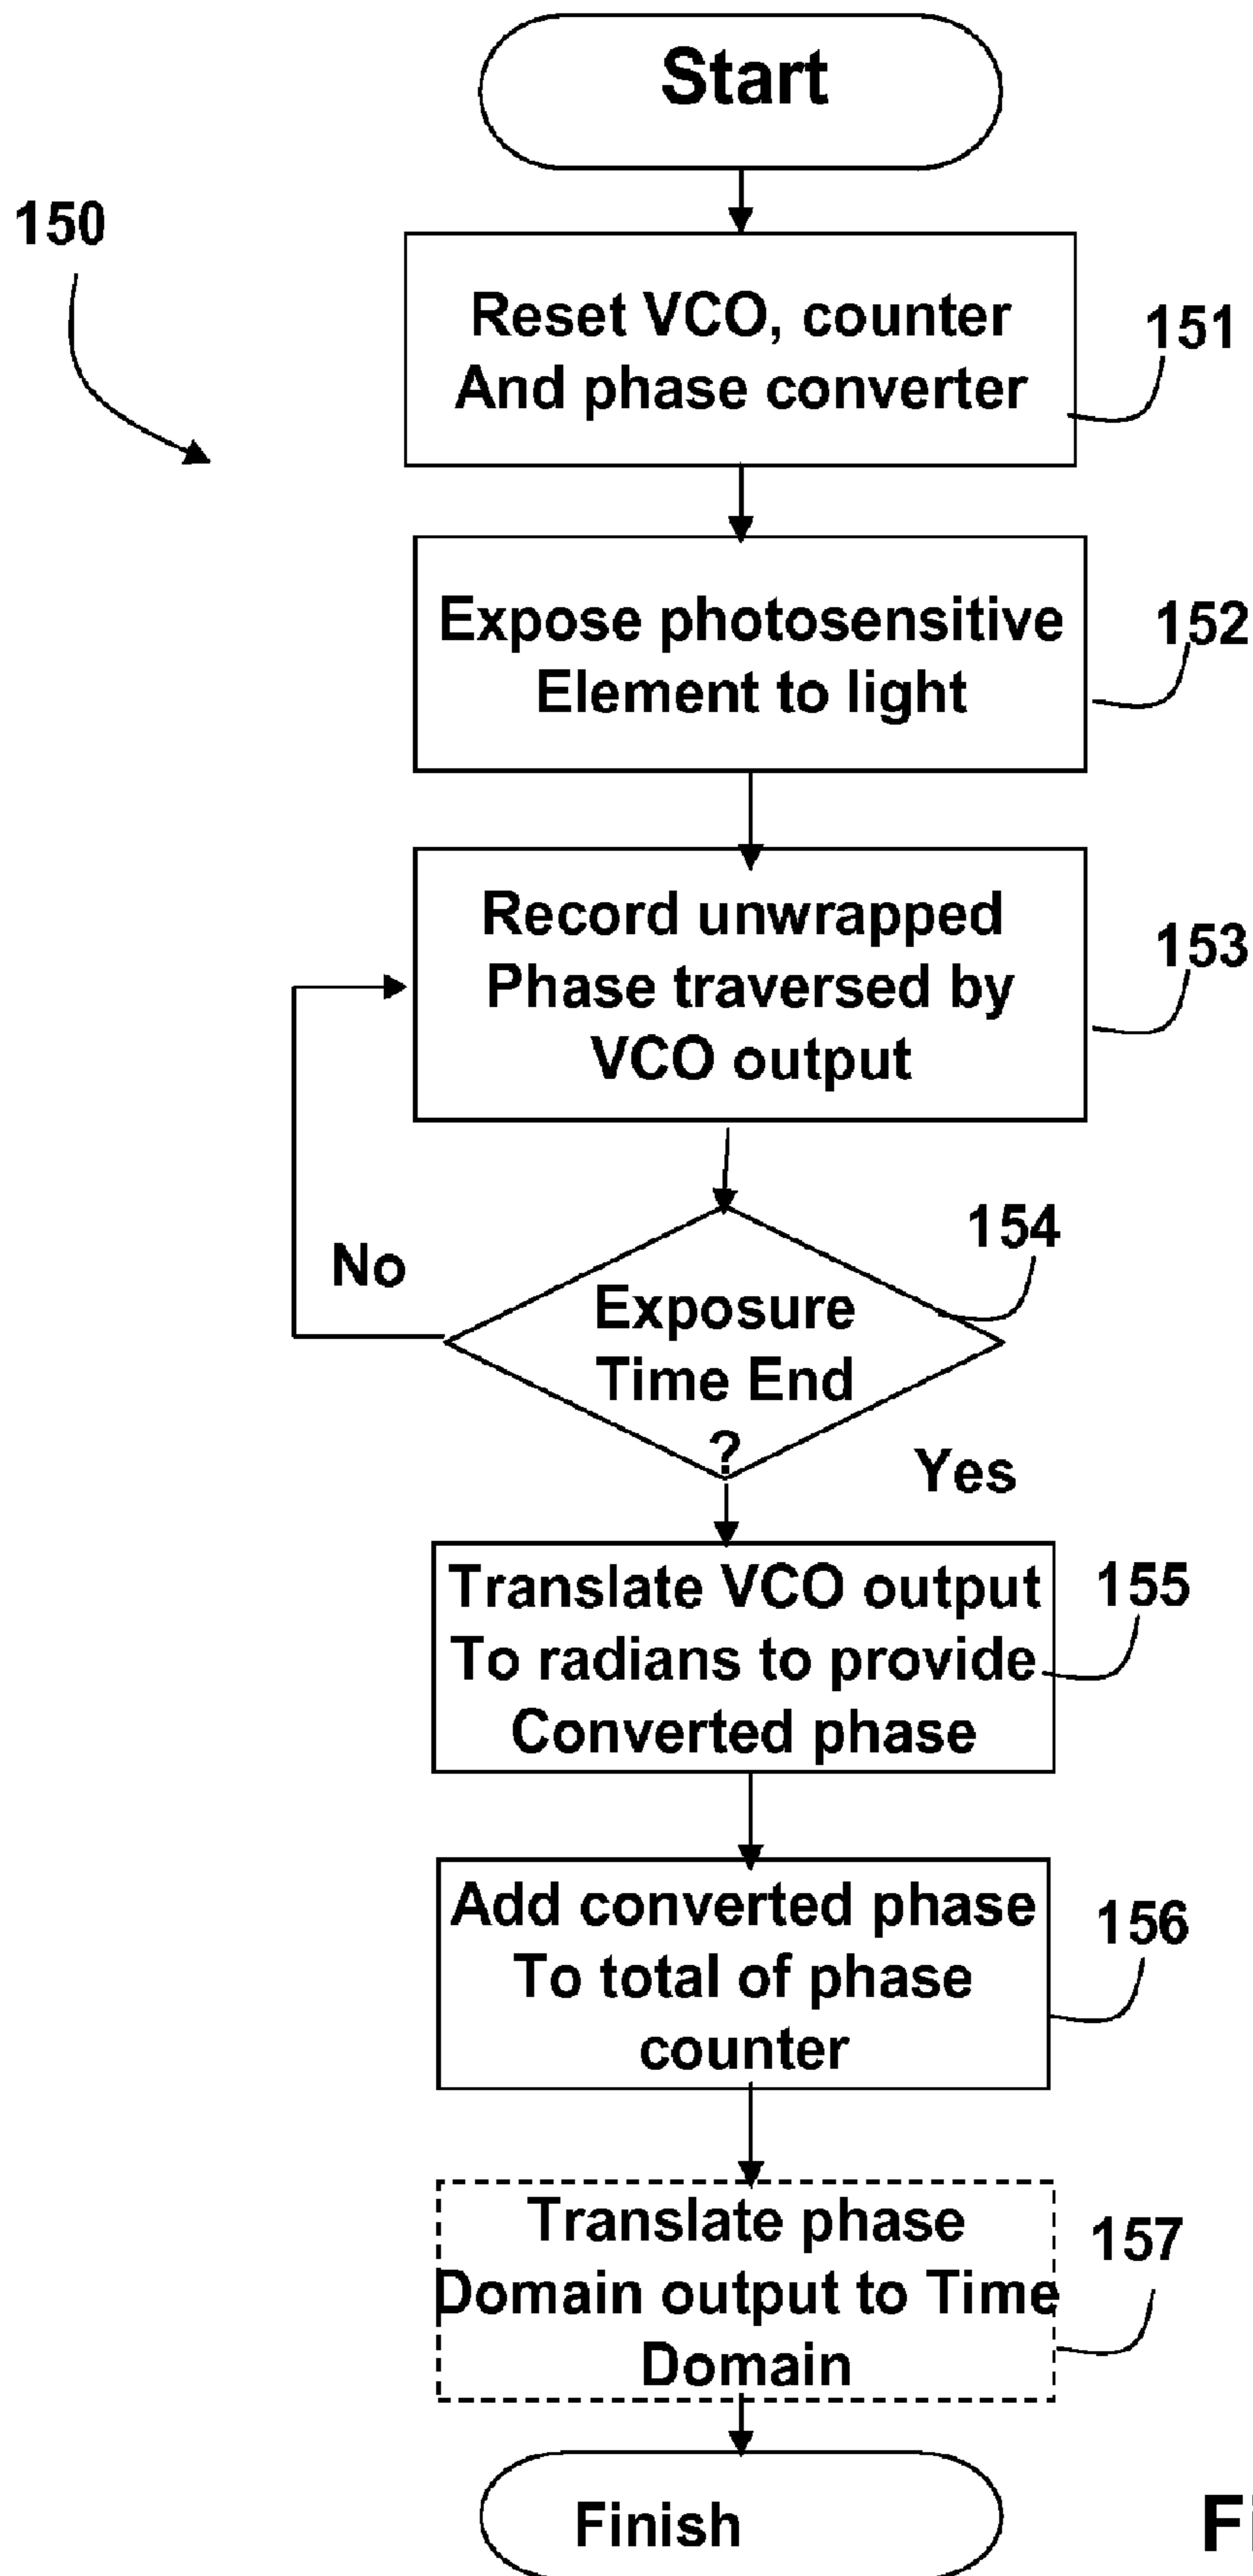 Start
150
Reset VCO, counter
And phase converter
151
Expose photosensitive
Element to light
152
Record unwrapped
Phase traversed by
VCO output
153
154
No
Exposure
Time End
?
Yes
Translate VCO output
To radians to provide
Converted phase
155
Add converted phase
To total of phase
counter
156
Translate phase
Domain output to Time
Domain
157
Finish